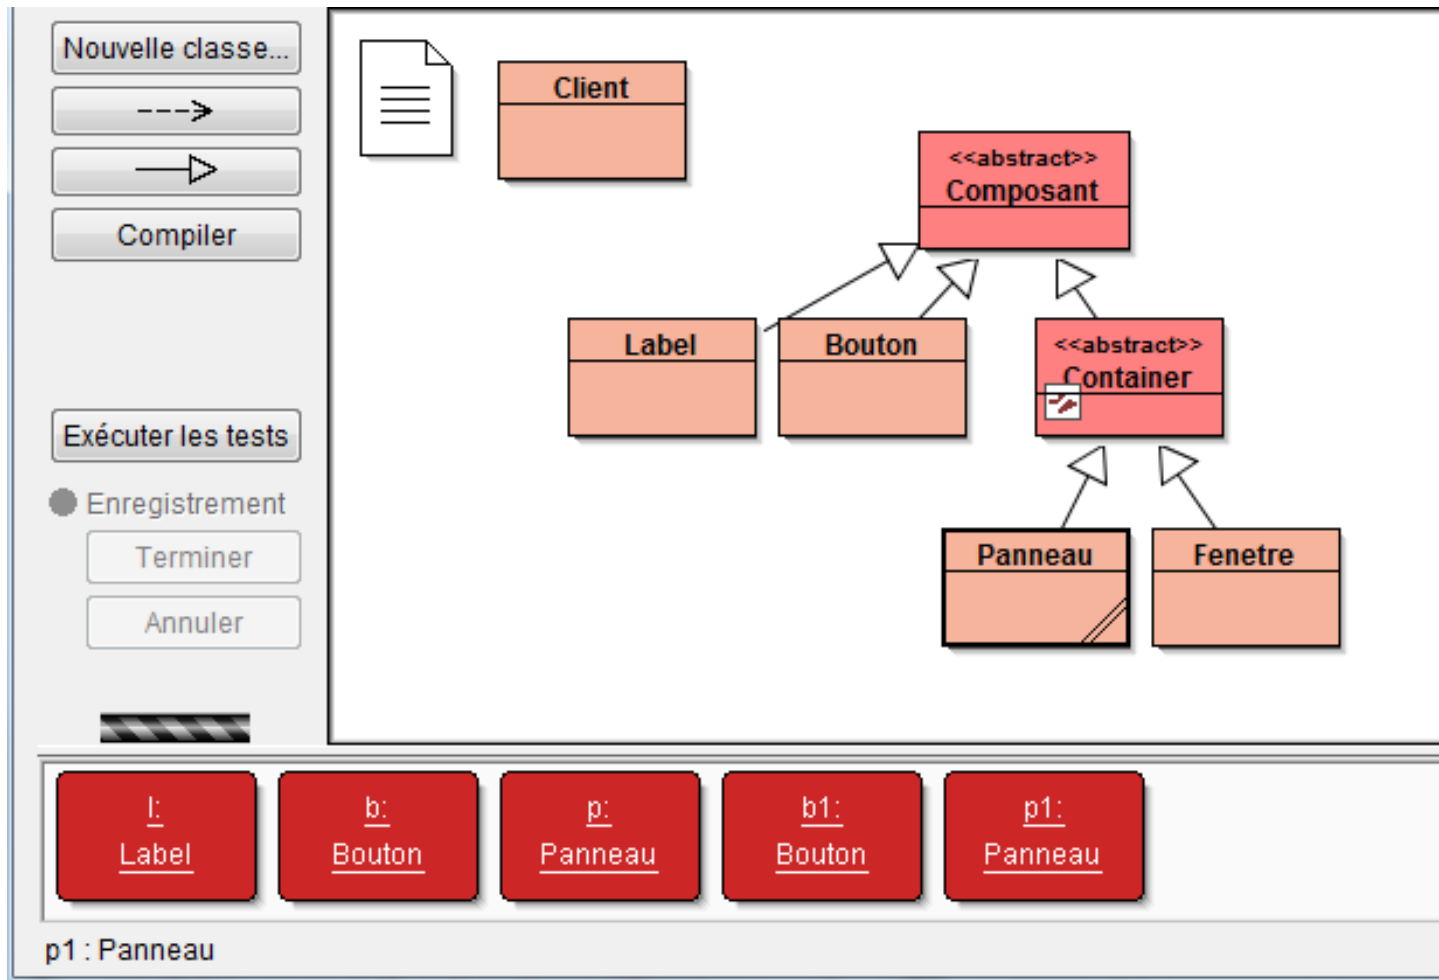 Nouvelle classe...
Compiler
Exécuter les tests
Enregistrement
Terminer
Annuler
Client
<<abstract>>
Composant
Label
Bouton
<<abstract>>
Container
Panneau
Fenetre
l:
Label
b:
Bouton
p:
Panneau
b1:
Bouton
p1:
Panneau
p1 : Panneau